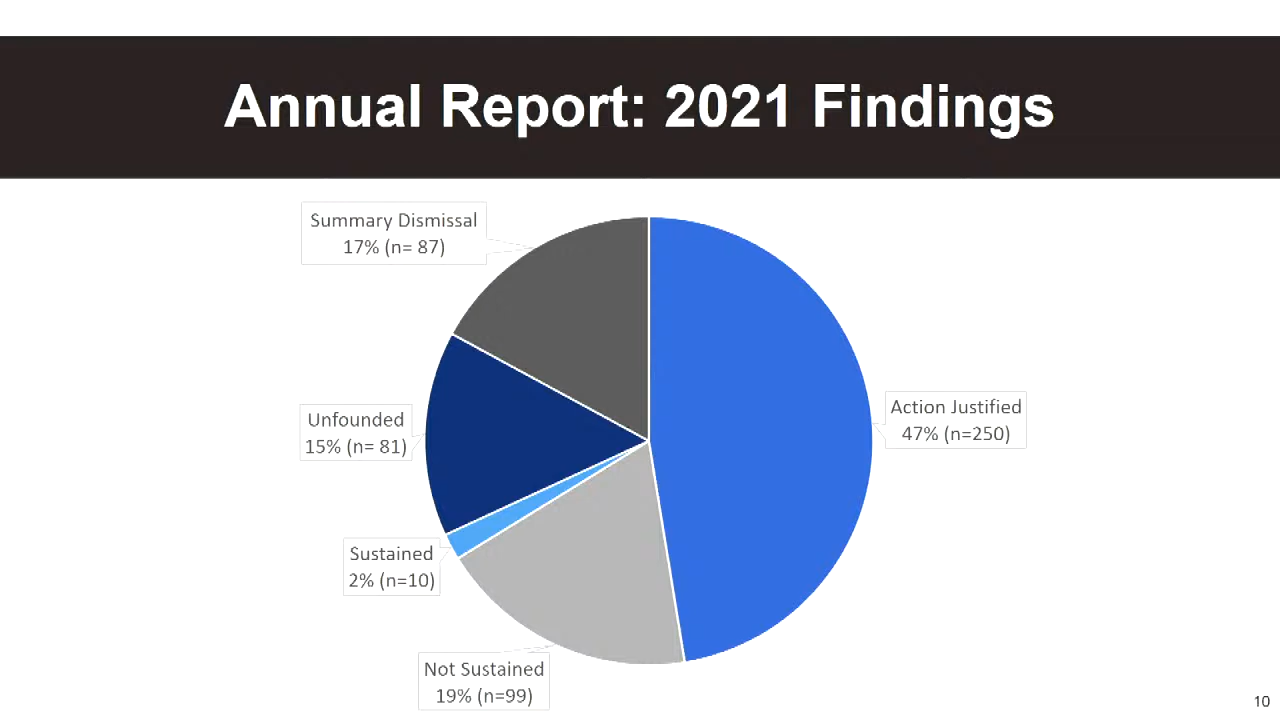 Annual Report: 2021 Findings
Summary Dismissal
17% (n= 87)
Action Justified
47% (n=250)
Unfounded
15% (n= 81)
Sustained
2% (n=10)
Not Sustained
19% (n=99)
10